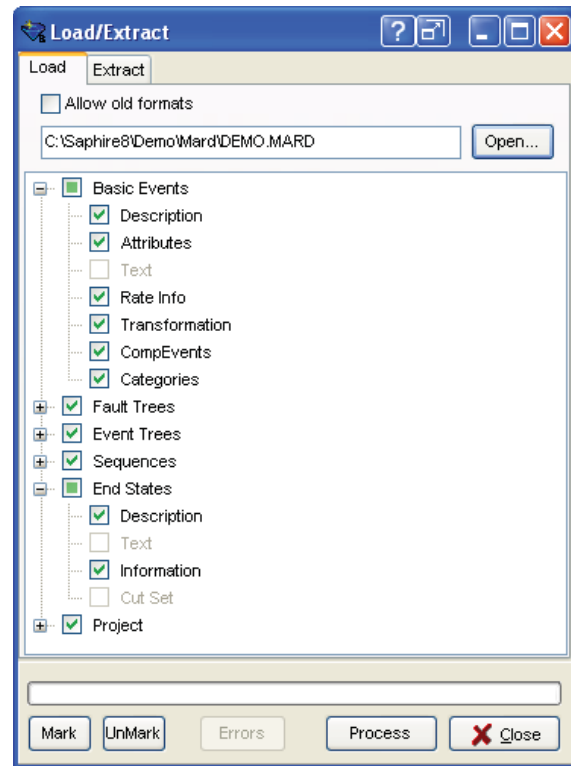 Load/Extract
Load Extract
Allow old formats
C:\Saphire8\Demo\Mard\DEMO.MARD Open...
Basic Events
Description
Attributes
Text
Rate Info
Transformation
CompEvents
Categories
Fault Trees
Event Trees
Sequences
End States
Description
Text
Information
Cut Set
Project
Mark UnMark Errors Process Close